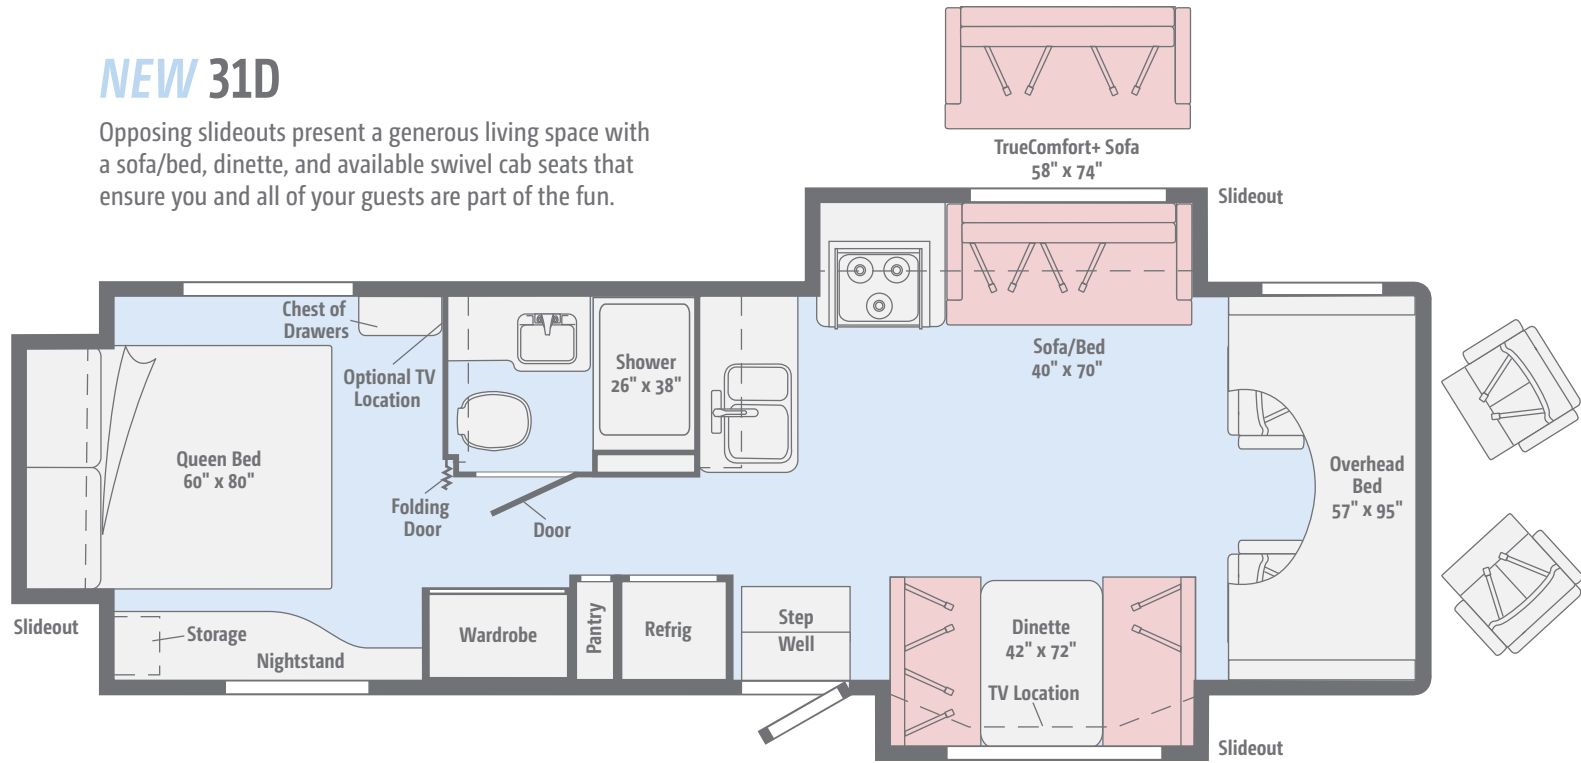 NEW 31D
Opposing slideouts present a generous living space with
a sofa/bed, dinette, and available swivel cab seats that
ensure you and all of your guests are part of the fun.
TrueComfort+ Sofa
58" x 74"
Slideout
Chest of
Drawers
Optional TV
Location
Shower
26" x 38"
Sofa/Bed
40" x 70"
Queen Bed
60" x 80"
Folding
Door
Door
Overhead
Bed
57" x 95"
Slideout
Storage
Nightstand
Wardrobe
Pantry
Refrig
Step
Well
Dinette
42" x 72"
TV Location
Slideout